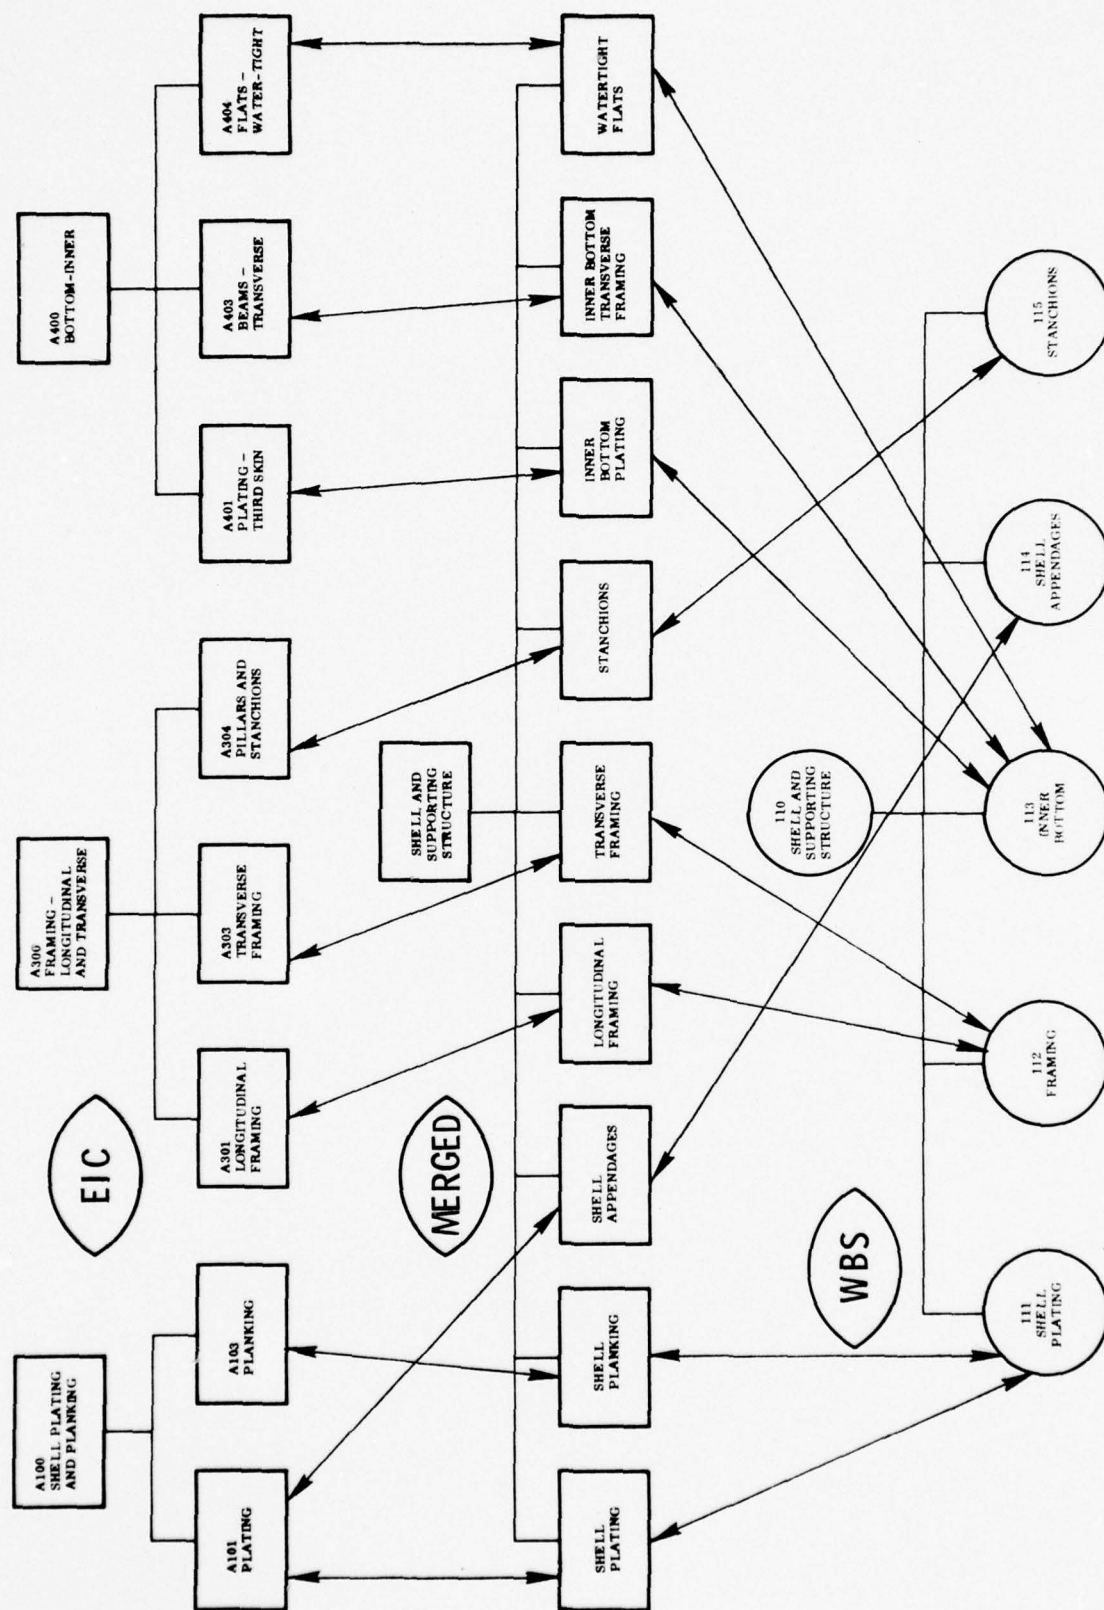 A100
SHELL PLATING
AND PLANKING
A300
FRAMING –
LONGITUDINAL
AND TRANSVERSE
A400
BOTTOM-INNER
EIC
A101
PLATING
A103
PLANKING
A301
LONGITUDINAL
FRAMING
A303
TRANSVERSE
FRAMING
A304
PILLARS AND
STANCHIONS
A401
PLATING –
THIRD SKIN
A403
BEAMS –
TRANSVERSE
A404
FLATS –
WATER-TIGHT
MERGED
SHELL AND
SUPPORTING
STRUCTURE
SHELL
PLATING
SHELL
PLANKING
SHELL
APPENDAGES
LONGITUDINAL
FRAMING
TRANSVERSE
FRAMING
STANCHIONS
INNER
BOTTOM
PLATING
INNER BOTTOM
TRANSVERSE
FRAMING
WATERTIGHT
FLATS
WBS
110
SHELL AND
SUPPORTING
STRUCTURE
111
SHELL
PLATING
112
FRAMING
113
INNER
BOTTOM
114
SHELL
APPENDAGES
115
STANCHIONS